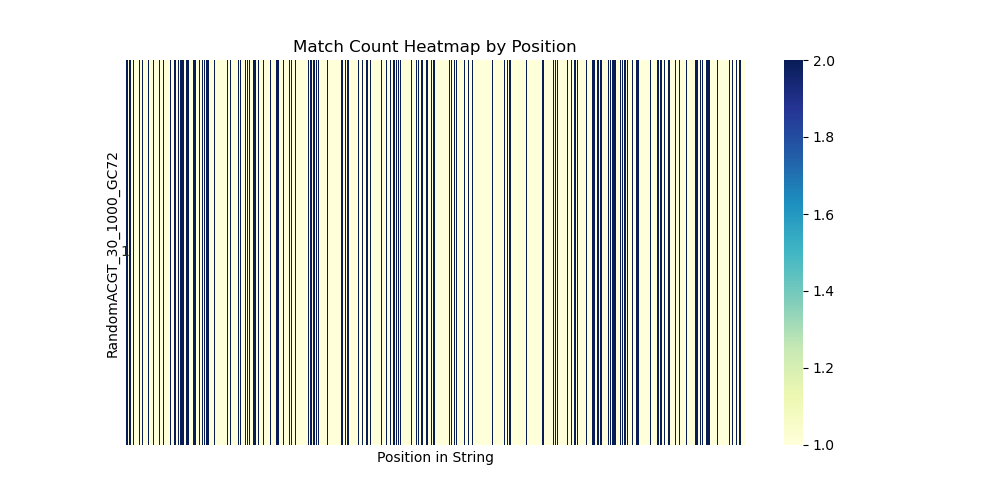 Match Count Heatmap by Position
RandomACGT_30_1000_GC72
1
Position in String
2.0
1.8
1.6
1.4
1.2
1.0